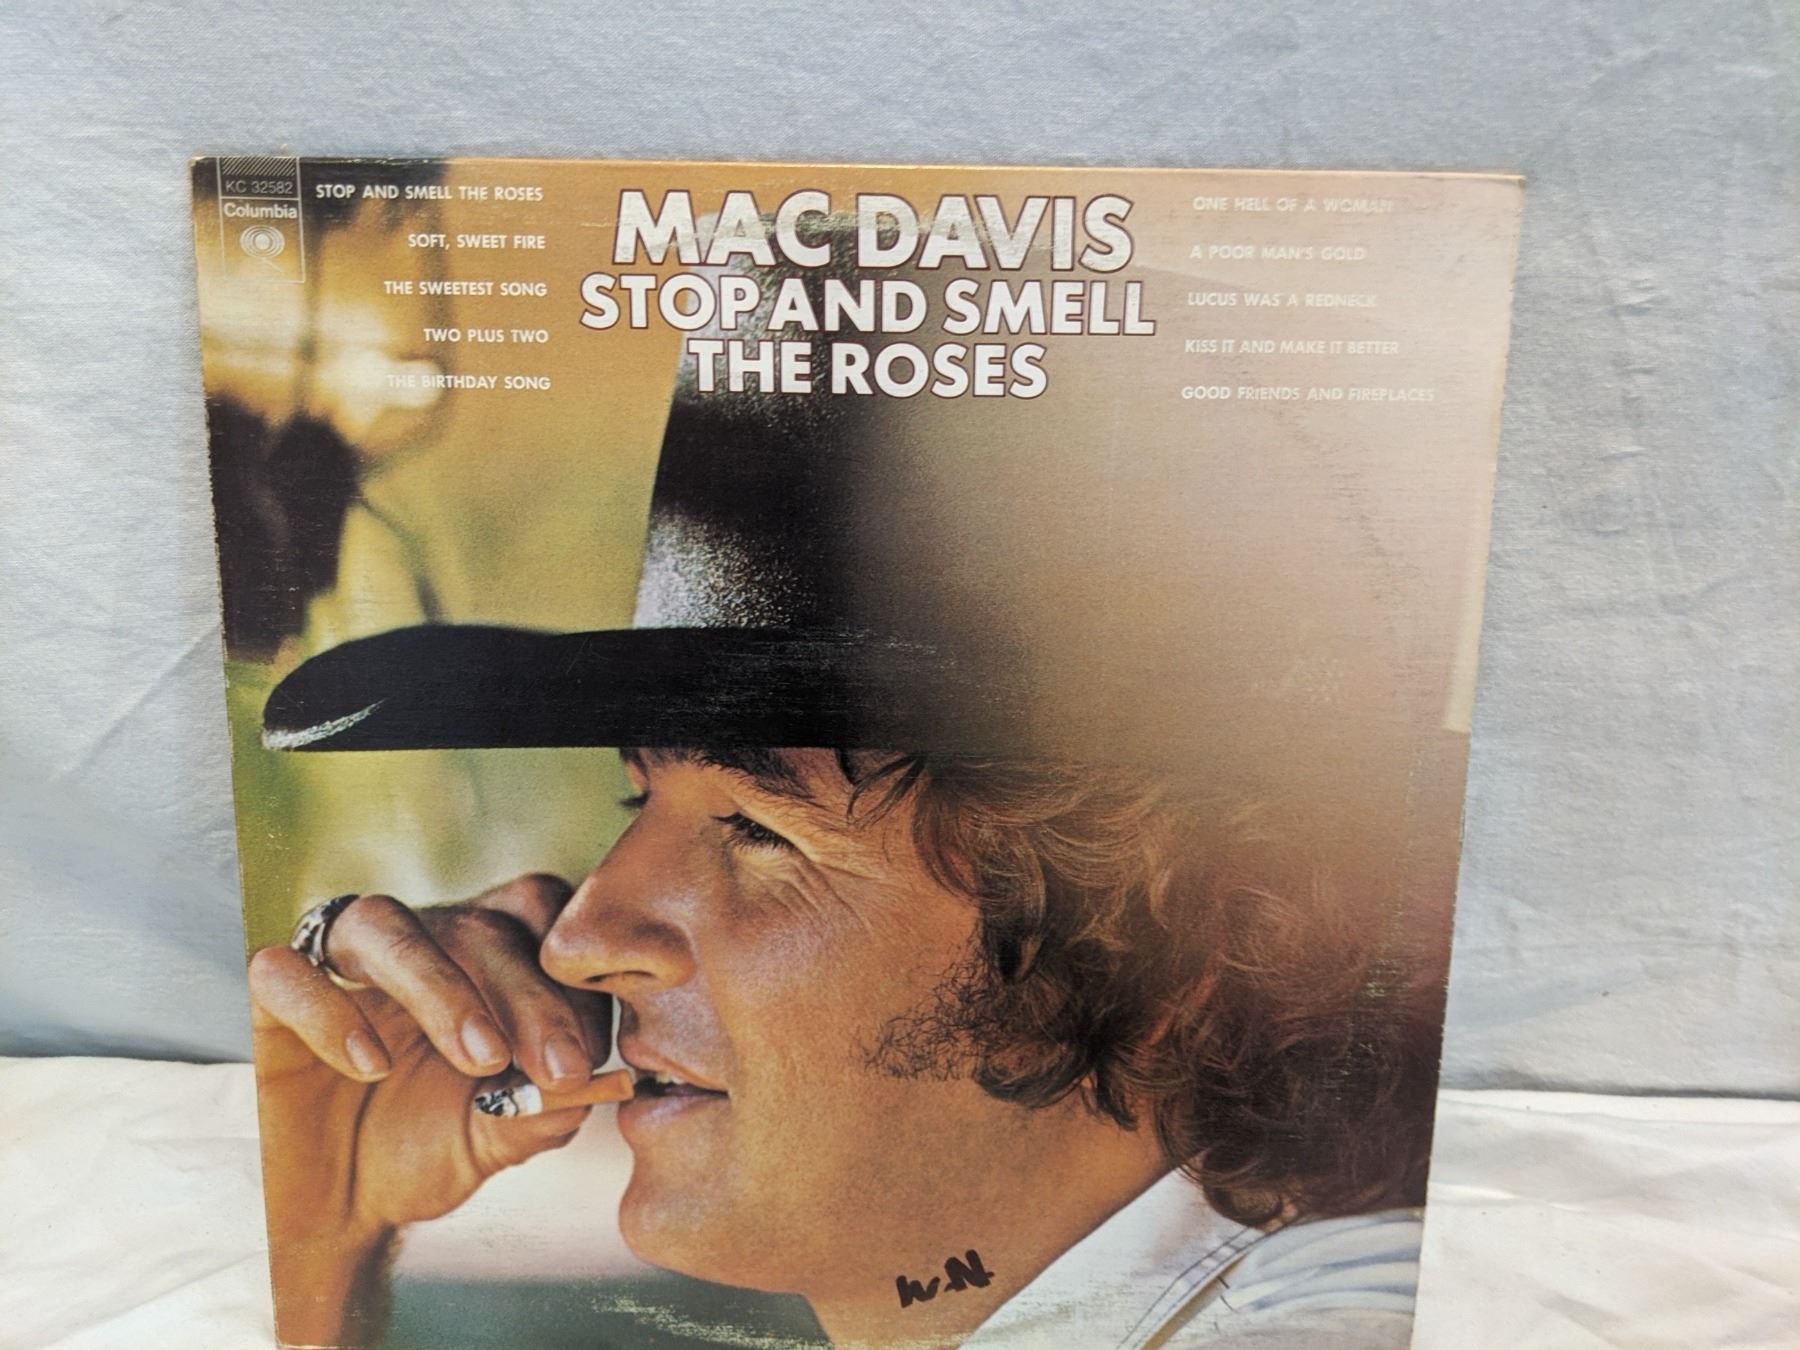 KC 32582
Columbia
STOP AND SMELL THE ROSES
SOFT, SWEET FIRE
THE SWEETEST SONG
TWO PLUS TWO
THE BIRTHDAY SONG
MAC DAVIS
STOP AND SMELL
THE ROSES
ONE HELL OF A WOMAN
A POOR MAN'S GOLD
LUCUS WAS A REDNECK
KISS IT AND MAKE IT BETTER
GOOD FRIENDS AND FIREPLACES
W.N.